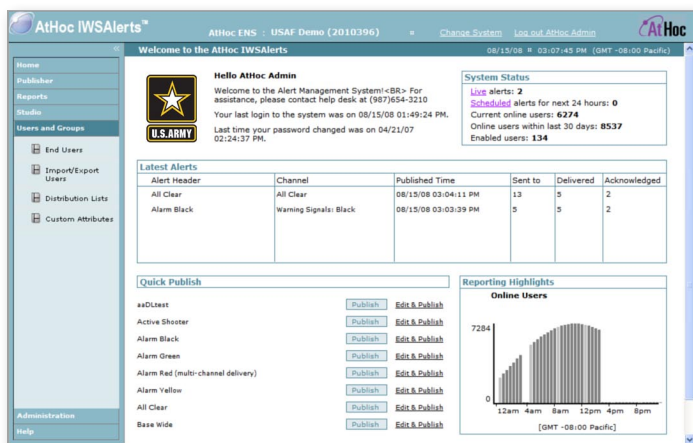 AtHoc IWSAlerts™
AtHoc ENS : USAF Demo (2010396)
Change System
Log out AtHoc Admin
AtHoc
«
Welcome to the AtHoc IWSAlerts
08/15/08 03:07:45 PM (GMT -08:00 Pacific)
Home
Publisher
Reports
Studio
Users and Groups
End Users
Import/Export
Users
Distribution Lists
Custom Attributes
Administration
Help
U.S.ARMY
Hello AtHoc Admin
Welcome to the Alert Management System!<BR> For
assistance, please contact help desk at (987)654-3210
Your last login to the system was on 08/15/08 01:49:24 PM.
Last time your password changed was on 04/21/07
02:24:37 PM.
System Status
Live alerts: 2
Scheduled alerts for next 24 hours: 0
Current online users: 6274
Online users within last 30 days: 8537
Enabled users: 134
Latest Alerts
Alert Header Channel Published Time Sent to Delivered Acknowledged
All Clear All Clear 08/15/08 03:04:11 PM 13 5 2
Alarm Black Warning Signals: Black 08/15/08 03:03:39 PM 5 5 2
Quick Publish
aaDLtest Publish Edit & Publish
Active Shooter Publish Edit & Publish
Alarm Black Publish Edit & Publish
Alarm Green Publish Edit & Publish
Alarm Red (multi-channel delivery) Publish Edit & Publish
Alarm Yellow Publish Edit & Publish
All Clear Publish Edit & Publish
Base Wide Publish Edit & Publish
Reporting Highlights
Online Users
7284
0
12am 4am 8am 12pm 4pm 8pm
[GMT -08:00 Pacific]